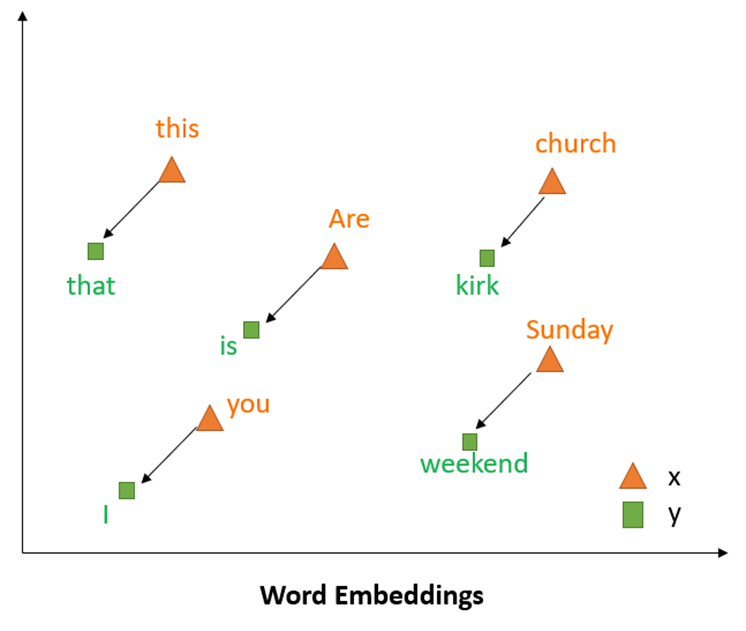 this
church
Are
that
kirk
is
Sunday
you
weekend
x
I
y
Word Embeddings